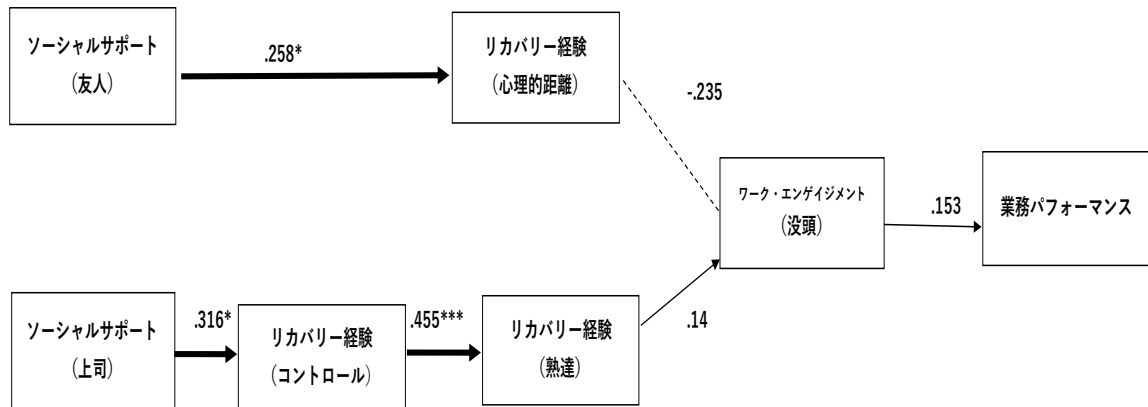 ソーシャルサポート
（友人）
.258*
リカバリー経験
（心理的距離）
-.235
ワーク・エンゲイジメント
（没頭）
.153
業務パフォーマンス
ソーシャルサポート
（上司）
.316*
リカバリー経験
（コントロール）
.455***
リカバリー経験
（熟達）
.14